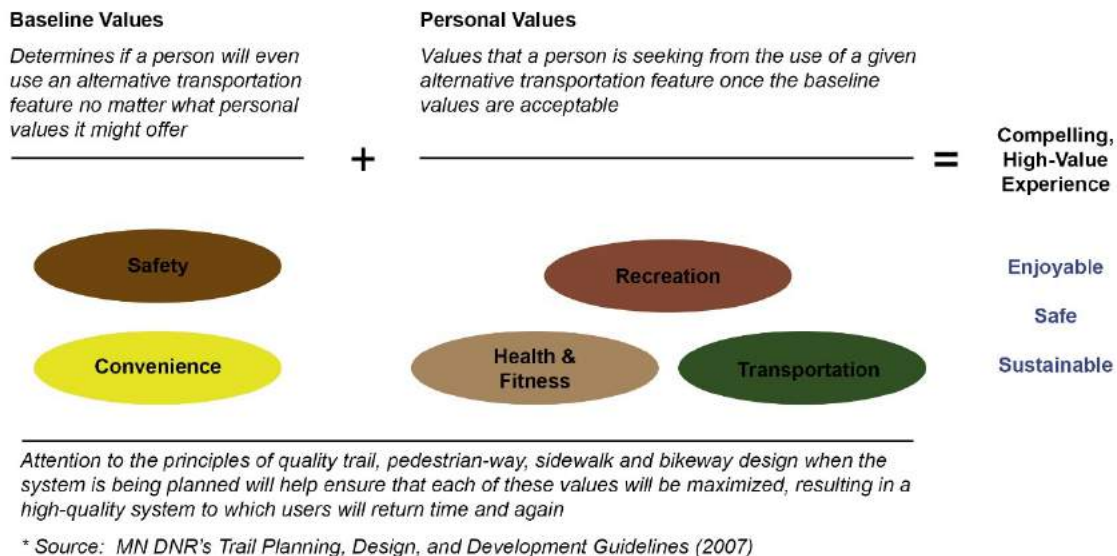 Baseline Values
Determines if a person will even
use an alternative transportation
feature no matter what personal
values it might offer
+
Personal Values
Values that a person is seeking from the use of a given
alternative transportation feature once the baseline
values are acceptable
=
Compelling,
High-Value
Experience
Safety
Convenience
Recreation
Health &
Fitness
Transportation
Enjoyable
Safe
Sustainable
Attention to the principles of quality trail, pedestrian-way, sidewalk and bikeway design when the
system is being planned will help ensure that each of these values will be maximized, resulting in a
high-quality system to which users will return time and again
* Source: MN DNR's Trail Planning, Design, and Development Guidelines (2007)